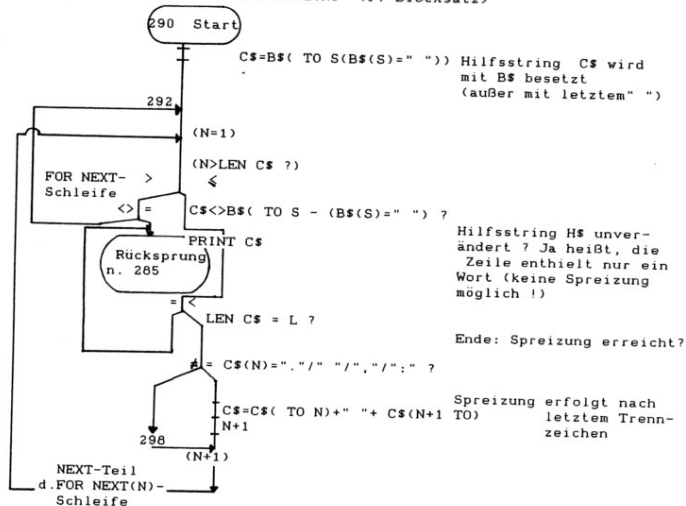 Blocksatz)
290 Start
C$=B$( TO S(B$(S)=" ")) Hilfsstring C$ wird
mit B$ besetzt
(außer mit letztem" ")
292
(N=1)
(N>LEN C$ ?)
FOR NEXT- > ≤
Schleife
<> = C$<>B$( TO S - (B$(S)=" ") ?
PRINT C$
Rücksprung
n. 285
Hilfsstring H$ unver-
ändert ? Ja heißt, die
Zeile enthielt nur ein
Wort (keine Spreizung
möglich !)
= <
LEN C$ = L ?
Ende: Spreizung erreicht?
≠ = C$(N)="."/" "/","/":" ?
C$=C$( TO N)+" "+ C$(N+1 TO)
N+1
Spreizung erfolgt nach
letztem Trenn-
zeichen
298
(N+1)
NEXT-Teil
d.FOR NEXT(N)-
Schleife